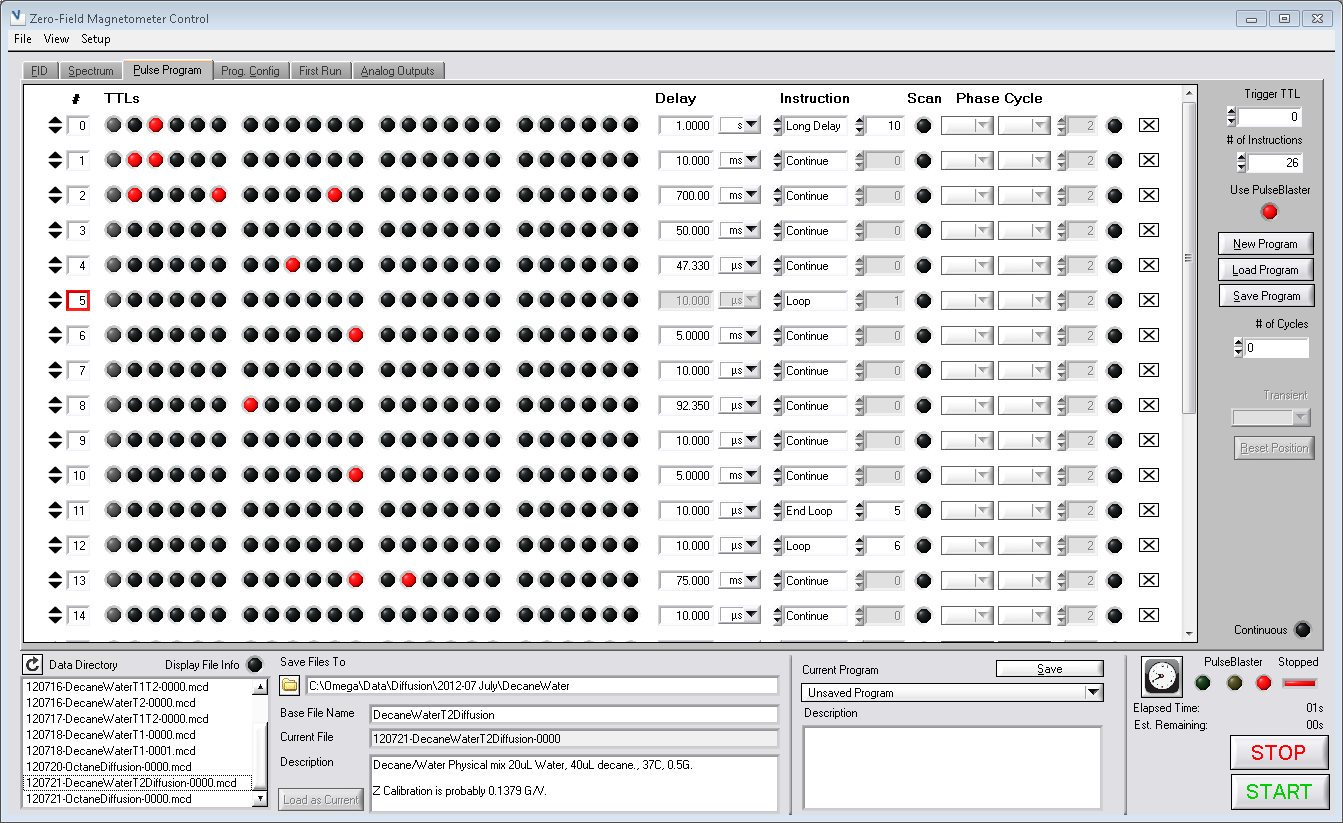 Zero-Field Magnetometer Control
File View Setup
FID Spectrum Pulse Program Prog. Config First Run Analog Outputs
# TTLs Delay Instruction Scan Phase Cycle
0 1.0000 s Long Delay 10 2
1 10.000 ms Continue 0 2
2 700.00 ms Continue 0 2
3 50.000 ms Continue 0 2
4 47.330 µs Continue 0 2
5 10.000 µs Loop 1 2
6 5.0000 ms Continue 0 2
7 10.000 µs Continue 0 2
8 92.350 µs Continue 0 2
9 10.000 µs Continue 0 2
10 5.0000 ms Continue 0 2
11 10.000 µs End Loop 5 2
12 10.000 µs Loop 6 2
13 75.000 ms Continue 0 2
14 10.000 µs Continue 0 2
Trigger TTL
0
# of Instructions
26
Use PulseBlaster
New Program
Load Program
Save Program
# of Cycles
0
Transient
Reset Position
Continuous
Data Directory Display File Info
120716-DecaneWaterT1T2-0000.mcd
120716-DecaneWaterT2-0000.mcd
120717-DecaneWaterT1T2-0000.mcd
120718-DecaneWaterT1-0000.mcd
120718-DecaneWaterT1-0001.mcd
120720-OctaneDiffusion-0000.mcd
120721-DecaneWaterT2Diffusion-0000.mcd
120721-OctaneDiffusion-0000.mcd
Save Files To
C:\Omega\Data\Diffusion\2012-07 July\DecaneWater
Base File Name DecaneWaterT2Diffusion
Current File 120721-DecaneWaterT2Diffusion-0000
Description Decane/Water Physical mix 20uL Water, 40uL decane., 37C, 0.5G.
Z Calibration is probably 0.1379 G/V.
Load as Current
Current Program Save
Unsaved Program
Description
PulseBlaster Stopped
Elapsed Time: 01s
Est. Remaining: 00s
STOP
START